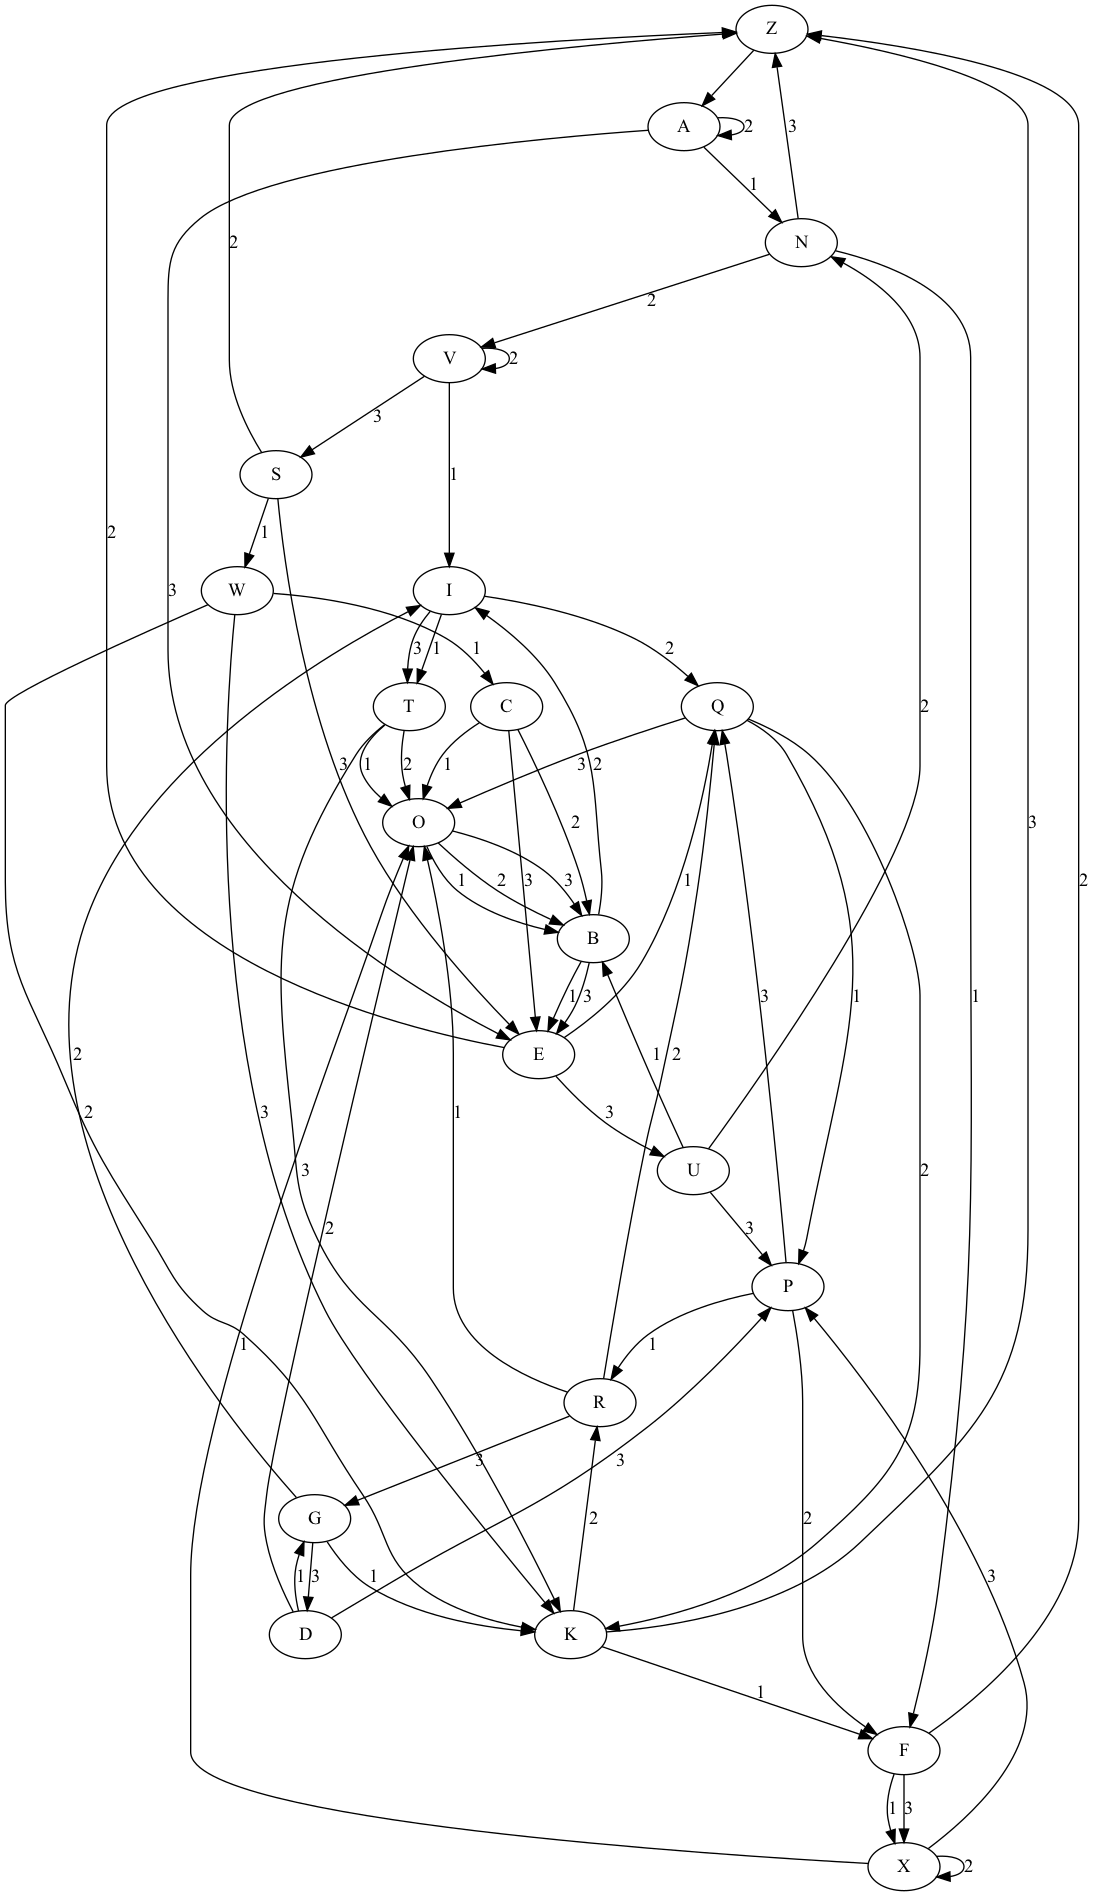 Z
A 2
3
1
2 N
2
V 2
3
1
S
2 1
W I
3 3 1 1 2
T C Q 2
3 1 2 1 3 2
O 2 3
1 2 3
3 B 2
1 3 3 1
E 1 2
2 3 1
2 3 1 3
3 U 2
2 3
P
1 1
R
3 3
G 2 2
1 3 1 3
D K
1
F
1 3
X 2